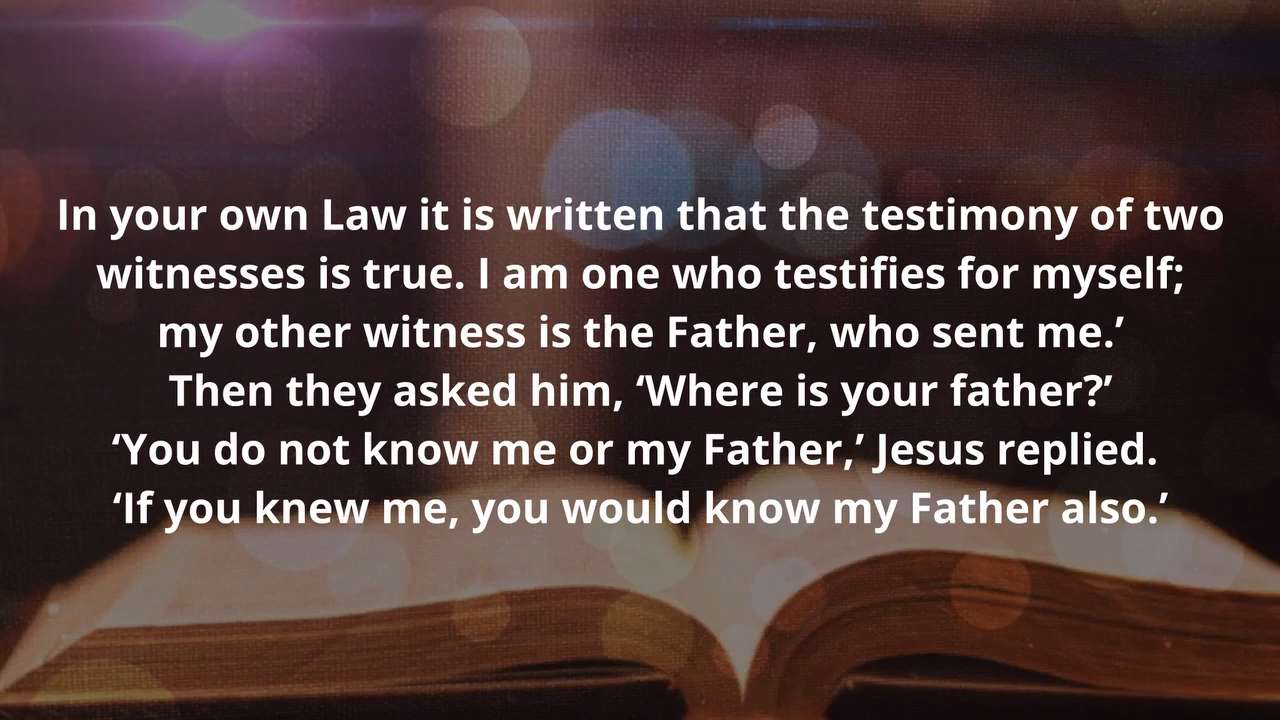 In your own Law it is written that the testimony of two
witnesses is true. I am one who testifies for myself;
my other witness is the Father, who sent me.’
Then they asked him, ‘Where is your father?’
‘You do not know me or my Father,’ Jesus replied.
‘If you knew me, you would know my Father also.’